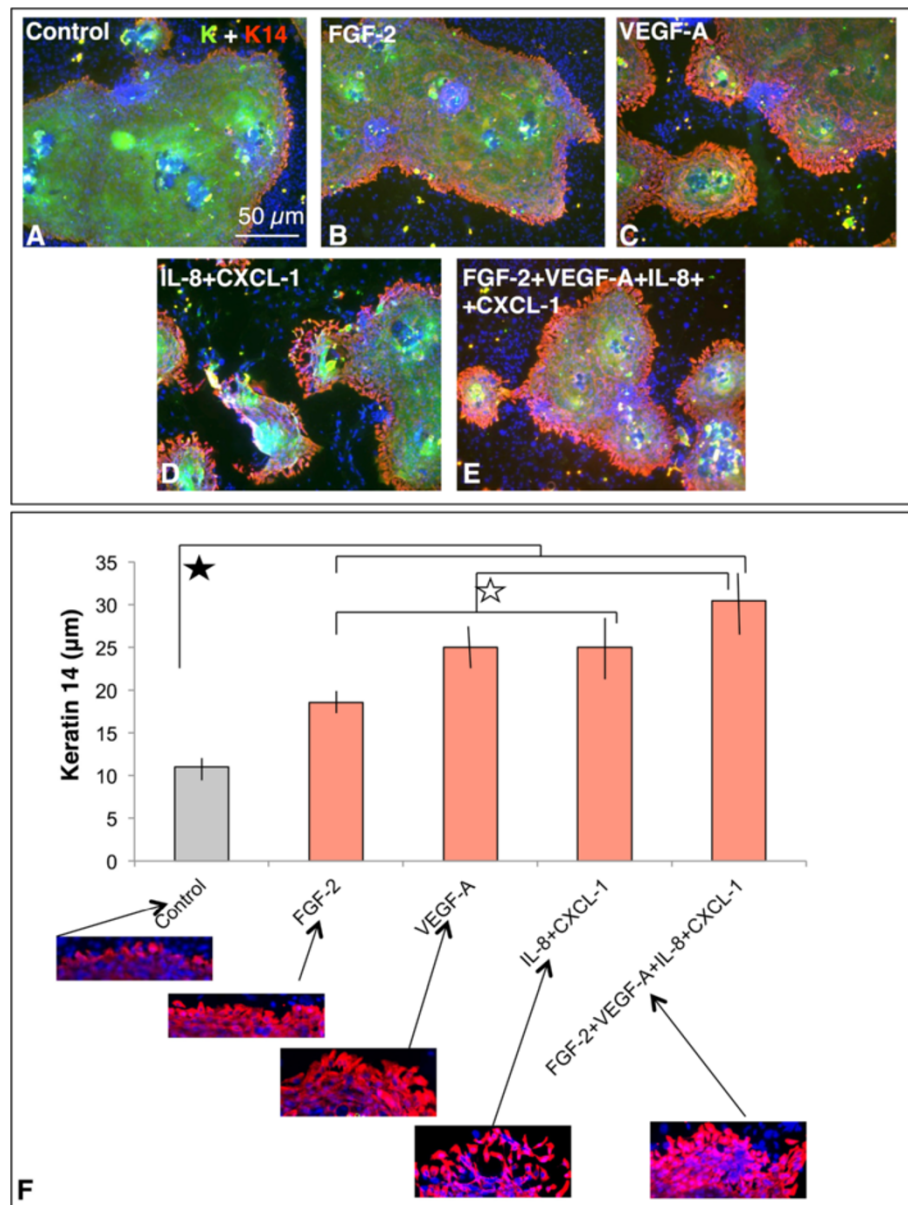 Control K + K14
50 µm
A
FGF-2
B
VEGF-A
C
IL-8+CXCL-1
D
FGF-2+VEGF-A+IL-8+
+CXCL-1
E
Keratin 14 (µm)
35
30
25
20
15
10
5
0
Control
FGF-2
VEGF-A
IL-8+CXCL-1
FGF-2+VEGF-A+IL-8+CXCL-1
F